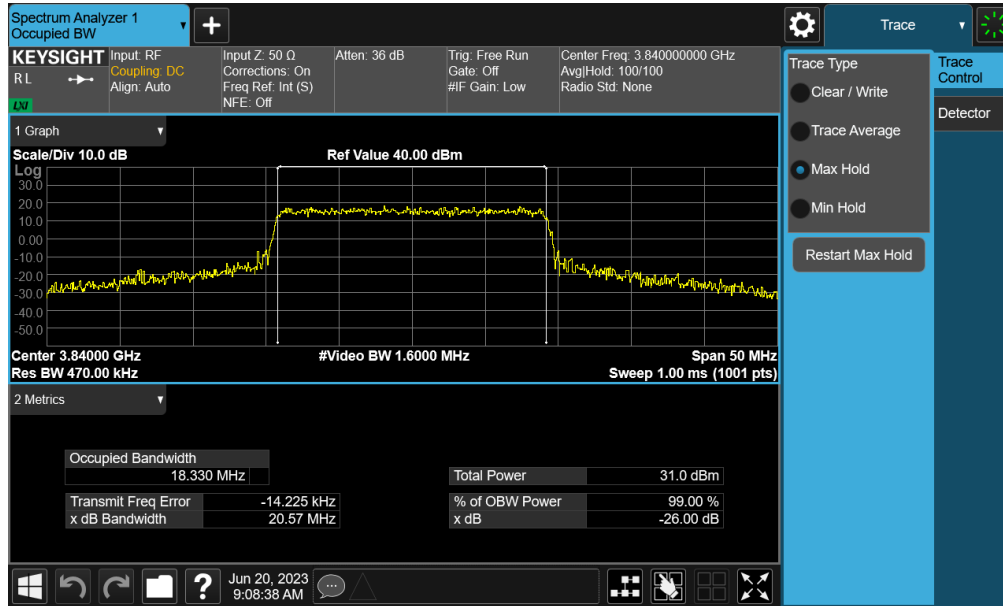 Spectrum Analyzer 1
Occupied BW
+
Trace
KEYSIGHT
R L
LXI
Input: RF
Coupling: DC
Align: Auto
Input Z: 50 Ω
Corrections: On
Freq Ref: Int (S)
NFE: Off
Atten: 36 dB
Trig: Free Run
Gate: Off
#IF Gain: Low
Center Freq: 3.840000000 GHz
Avg|Hold: 100/100
Radio Std: None
Trace Type
Clear / Write
Trace Average
Max Hold
Min Hold
Restart Max Hold
Trace
Control
Detector
1 Graph
Scale/Div 10.0 dB
Ref Value 40.00 dBm
Log
30.0
20.0
10.0
0.00
-10.0
-20.0
-30.0
-40.0
-50.0
Center 3.84000 GHz
#Video BW 1.6000 MHz
Span 50 MHz
Res BW 470.00 kHz
Sweep 1.00 ms (1001 pts)
2 Metrics
Occupied Bandwidth
18.330 MHz
Total Power 31.0 dBm
Transmit Freq Error -14.225 kHz
% of OBW Power 99.00 %
x dB Bandwidth 20.57 MHz
x dB -26.00 dB
?
Jun 20, 2023
9:08:38 AM